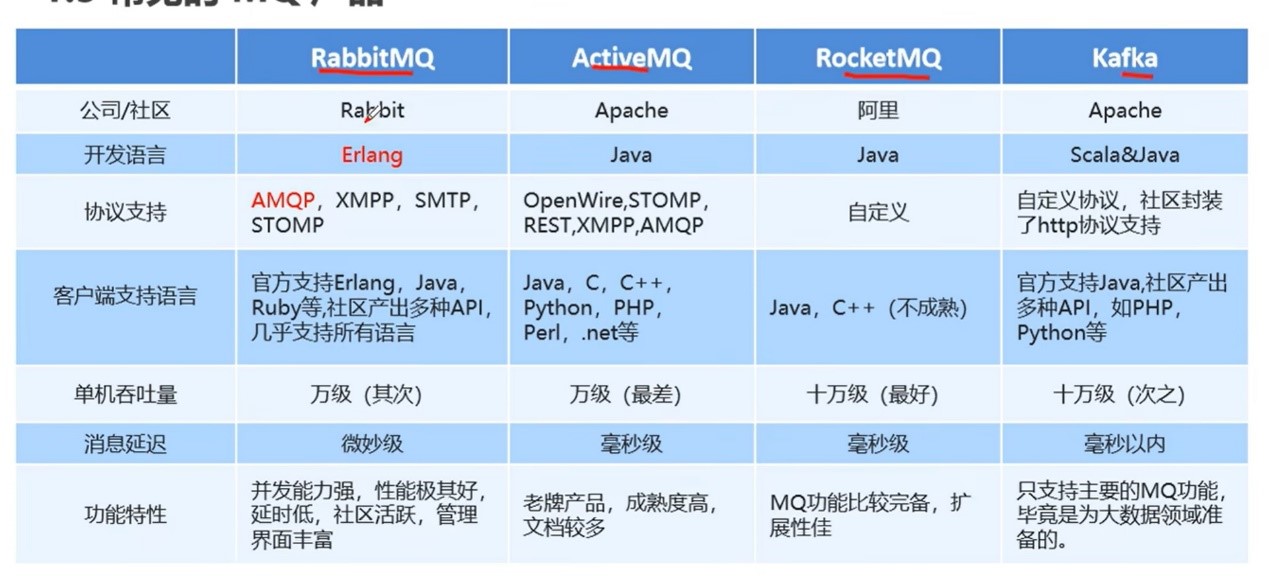 RabbitMQ ActiveMQ RocketMQ Kafka
公司/社区 Rabbit Apache 阿里 Apache
开发语言 Erlang Java Java Scala&Java
协议支持
AMQP，XMPP，SMTP，
STOMP
OpenWire,STOMP，
REST,XMPP,AMQP
自定义
自定义协议，社区封装
了http协议支持
客户端支持语言
官方支持Erlang，Java，
Ruby等,社区产出多种API，
几乎支持所有语言
Java，C，C++，
Python，PHP，
Perl，.net等
Java，C++（不成熟）
官方支持Java,社区产出
多种API，如PHP，
Python等
单机吞吐量 万级（其次） 万级（最差） 十万级（最好） 十万级（次之）
消息延迟 微妙级 毫秒级 毫秒级 毫秒以内
功能特性
并发能力强，性能极其好，
延时低，社区活跃，管理
界面丰富
老牌产品，成熟度高，
文档较多
MQ功能比较完备，扩
展性佳
只支持主要的MQ功能，
毕竟是为大数据领域准
备的。